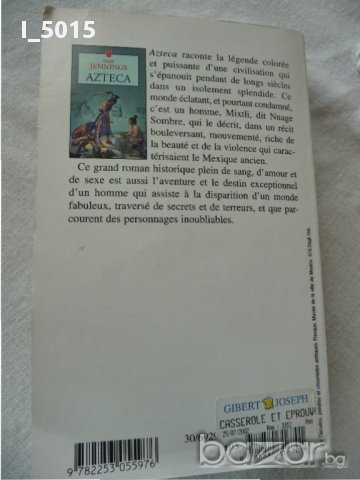 I_5015
GARY
JENNINGS
AZTECA
Azteca raconte la légende colorée
et puissante d'une civilisation qui
s'épanouit pendant de longs siècles
dans un isolement splendide. Ce
monde éclatant, et pourtant condamné,
c'est un homme, Mixtli, dit Nuage
Sombre, qui le décrit, dans un récit
bouleversant, mouvementé, riche de
la beauté et de la violence qui carac-
térisaient le Mexique ancien.
Ce grand roman historique plein de sang, d'amour et
de sexe est aussi l'aventure et le destin exceptionnel
d'un homme qui assiste à la disparition d'un monde
fabuleux, traversé de secrets et de terreurs, et que par-
courent des personnages inoubliables.
GIBERT JOSEPH
CASSEROLE ET EPROUV
25/07/2002
30/6920
9 782253 055976
bazar.bg